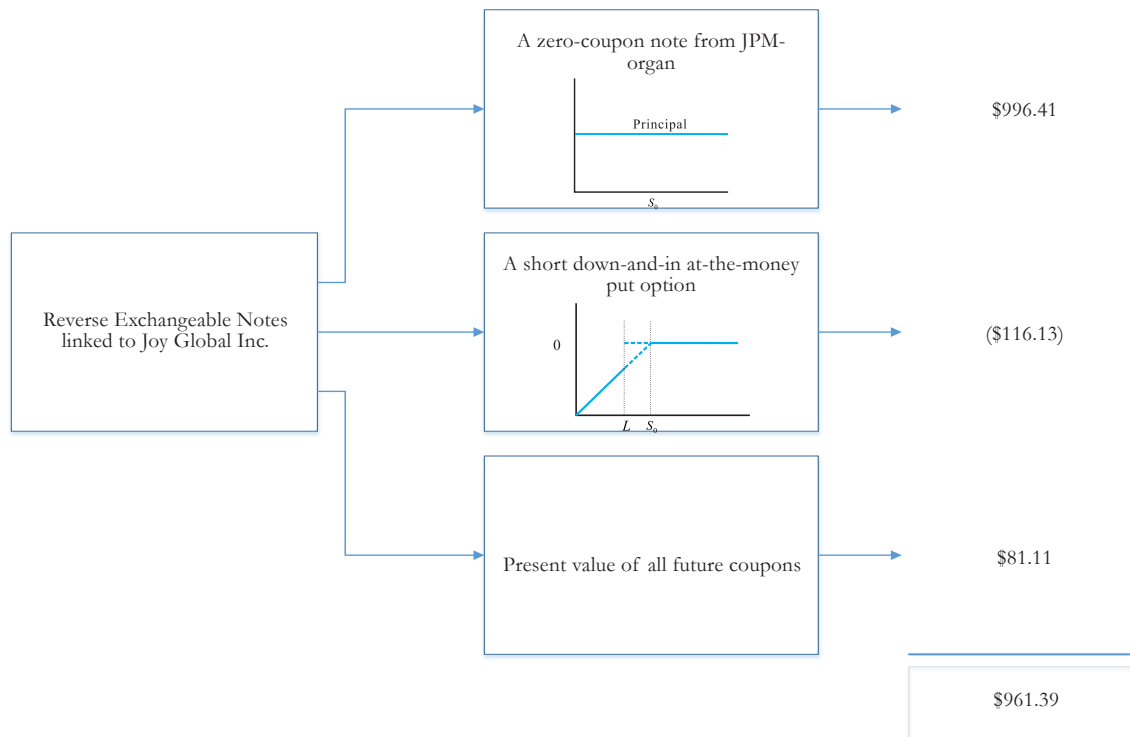 A zero-coupon note from JPM-
organ
Principal
S₀
$996.41
Reverse Exchangeable Notes
linked to Joy Global Inc.
A short down-and-in at-the-money
put option
0
L S₀
($116.13)
Present value of all future coupons
$81.11
$961.39